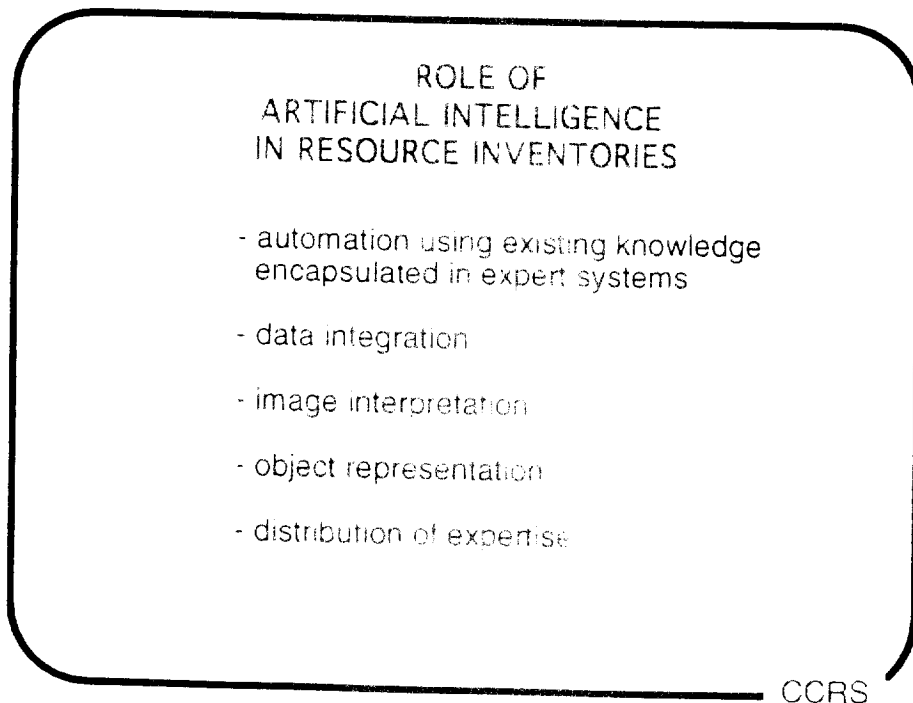 ROLE OF
ARTIFICIAL INTELLIGENCE
IN RESOURCE INVENTORIES
- automation using existing knowledge
encapsulated in expert systems
- data integration
- image interpretation
- object representation
- distribution of expertise
CCRS